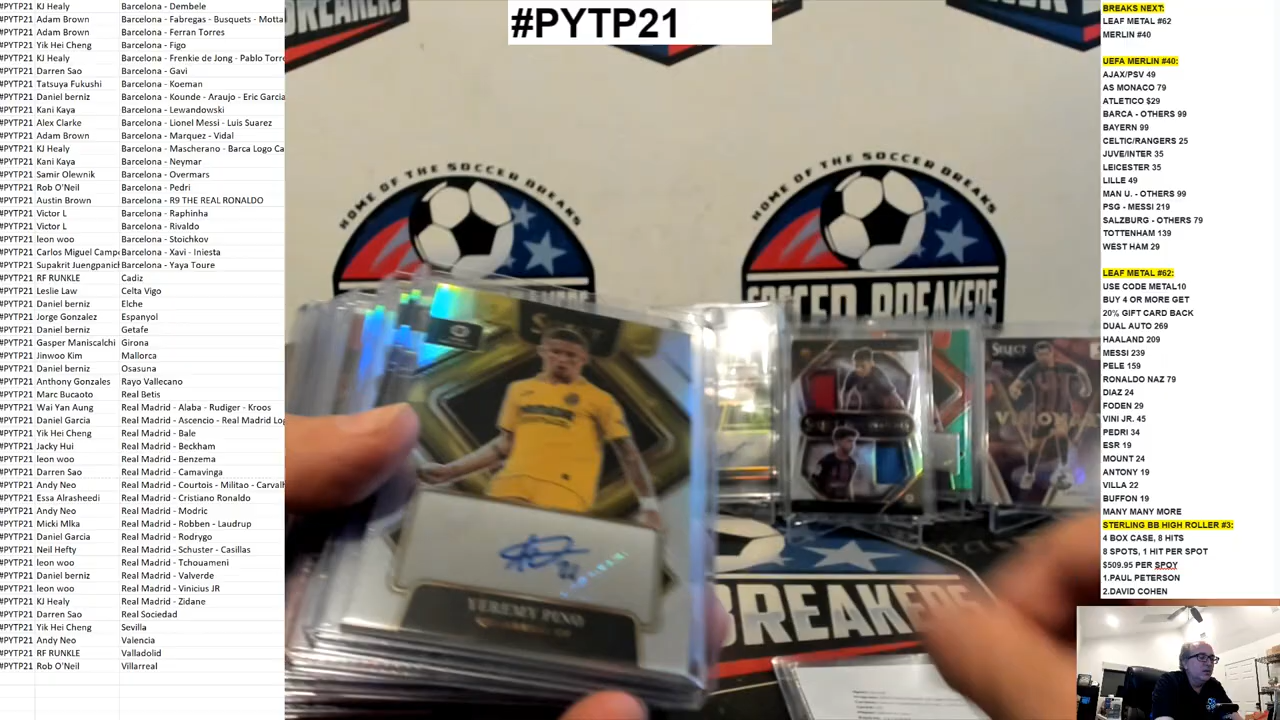 #PYTP21
#PYTP21 KJ Healy Barcelona - Dembele
#PYTP21 Adam Brown Barcelona - Fabregas - Busquets - Motta
#PYTP21 Adam Brown Barcelona - Ferran Torres
#PYTP21 Yik Hei Cheng Barcelona - Figo
#PYTP21 KJ Healy Barcelona - Frenkie de Jong - Pablo Torre
#PYTP21 Darren Sao Barcelona - Gavi
#PYTP21 Tatsuya Fukushi Barcelona - Koeman
#PYTP21 Daniel berniz Barcelona - Kounde - Araujo - Eric Garcia
#PYTP21 Kani Kaya Barcelona - Lewandowski
#PYTP21 Alex Clarke Barcelona - Lionel Messi - Luis Suarez
#PYTP21 Adam Brown Barcelona - Marquez - Vidal
#PYTP21 KJ Healy Barcelona - Mascherano - Barca Logo Ca
#PYTP21 Kani Kaya Barcelona - Neymar
#PYTP21 Samir Olewnik Barcelona - Overmars
#PYTP21 Rob O'Neil Barcelona - Pedri
#PYTP21 Austin Brown Barcelona - R9 THE REAL RONALDO
#PYTP21 Victor L Barcelona - Raphinha
#PYTP21 Victor L Barcelona - Rivaldo
#PYTP21 leon woo Barcelona - Stoichkov
#PYTP21 Carlos Miguel Camp Barcelona - Xavi - Iniesta
#PYTP21 Supakrit Juengpanich Barcelona - Yaya Toure
#PYTP21 RF RUNKLE Cadiz
#PYTP21 Leslie Law Celta Vigo
#PYTP21 Daniel berniz Elche
#PYTP21 Jorge Gonzalez Espanyol
#PYTP21 Daniel berniz Getafe
#PYTP21 Gasper Maniscalchi Girona
#PYTP21 Jinwoo Kim Mallorca
#PYTP21 Daniel berniz Osasuna
#PYTP21 Anthony Gonzales Rayo Vallecano
#PYTP21 Marc Bucaoto Real Betis
#PYTP21 Wai Yan Aung Real Madrid - Alaba - Rudiger - Kroos
#PYTP21 Daniel Garcia Real Madrid - Ascencio - Real Madrid Log
#PYTP21 Yik Hei Cheng Real Madrid - Bale
#PYTP21 Jacky Hui Real Madrid - Beckham
#PYTP21 leon woo Real Madrid - Benzema
#PYTP21 Darren Sao Real Madrid - Camavinga
#PYTP21 Andy Neo Real Madrid - Courtois - Militao - Carvalh
#PYTP21 Essa Alrasheedi Real Madrid - Cristiano Ronaldo
#PYTP21 Andy Neo Real Madrid - Modric
#PYTP21 Micki Mlka Real Madrid - Robben - Laudrup
#PYTP21 Daniel Garcia Real Madrid - Rodrygo
#PYTP21 Neil Hefty Real Madrid - Schuster - Casillas
#PYTP21 leon woo Real Madrid - Tchouameni
#PYTP21 Daniel berniz Real Madrid - Valverde
#PYTP21 leon woo Real Madrid - Vinicius JR
#PYTP21 KJ Healy Real Madrid - Zidane
#PYTP21 Darren Sao Real Sociedad
#PYTP21 Yik Hei Cheng Sevilla
#PYTP21 Andy Neo Valencia
#PYTP21 RF RUNKLE Valladolid
#PYTP21 Rob O'Neil Villarreal
HOME OF THE SOCCER BREAKS
HOME OF THE SOCCER BREAKS
SOCCER BREAKERS
BREAKERS
SELECT
YEREMY PINO
BREAKERS
BREAKS NEXT:
LEAF METAL #62
MERLIN #40
UEFA MERLIN #40:
AJAX/PSV 49
AS MONACO 79
ATLETICO $29
BARCA - OTHERS 99
BAYERN 99
CELTIC/RANGERS 25
JUVE/INTER 35
LEICESTER 35
LILLE 49
MAN U. - OTHERS 99
PSG - MESSI 219
SALZBURG - OTHERS 79
TOTTENHAM 139
WEST HAM 29
LEAF METAL #62:
USE CODE METAL10
BUY 4 OR MORE GET
20% GIFT CARD BACK
DUAL AUTO 269
HAALAND 209
MESSI 239
PELE 159
RONALDO NAZ 79
DIAZ 24
FODEN 29
VINI JR. 45
PEDRI 34
ESR 19
MOUNT 24
ANTONY 19
VILLA 22
BUFFON 19
MANY MANY MORE
STERLING BB HIGH ROLLER #3:
4 BOX CASE, 8 HITS
8 SPOTS, 1 HIT PER SPOT
$509.95 PER SPOY
1.PAUL PETERSON
2.DAVID COHEN